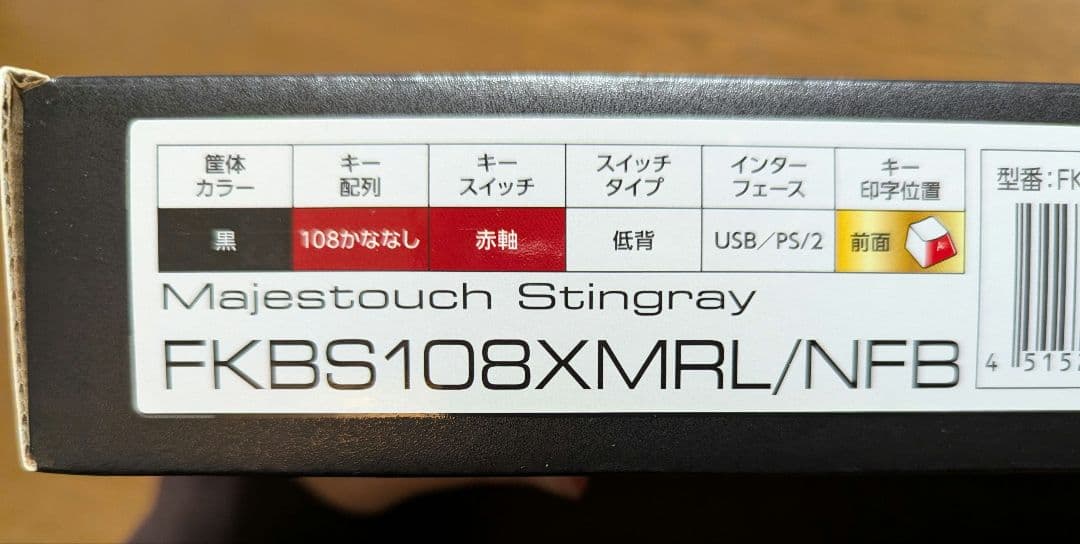 筐体
カラー
キー
配列
キー
スイッチ
スイッチ
タイプ
インター
フェース
キー
印字位置
黒
108かななし
赤軸
低背
USB／PS/2
前面
Majestouch Stingray
FKBS108XMRL/NFB
型番:FK
4 5152